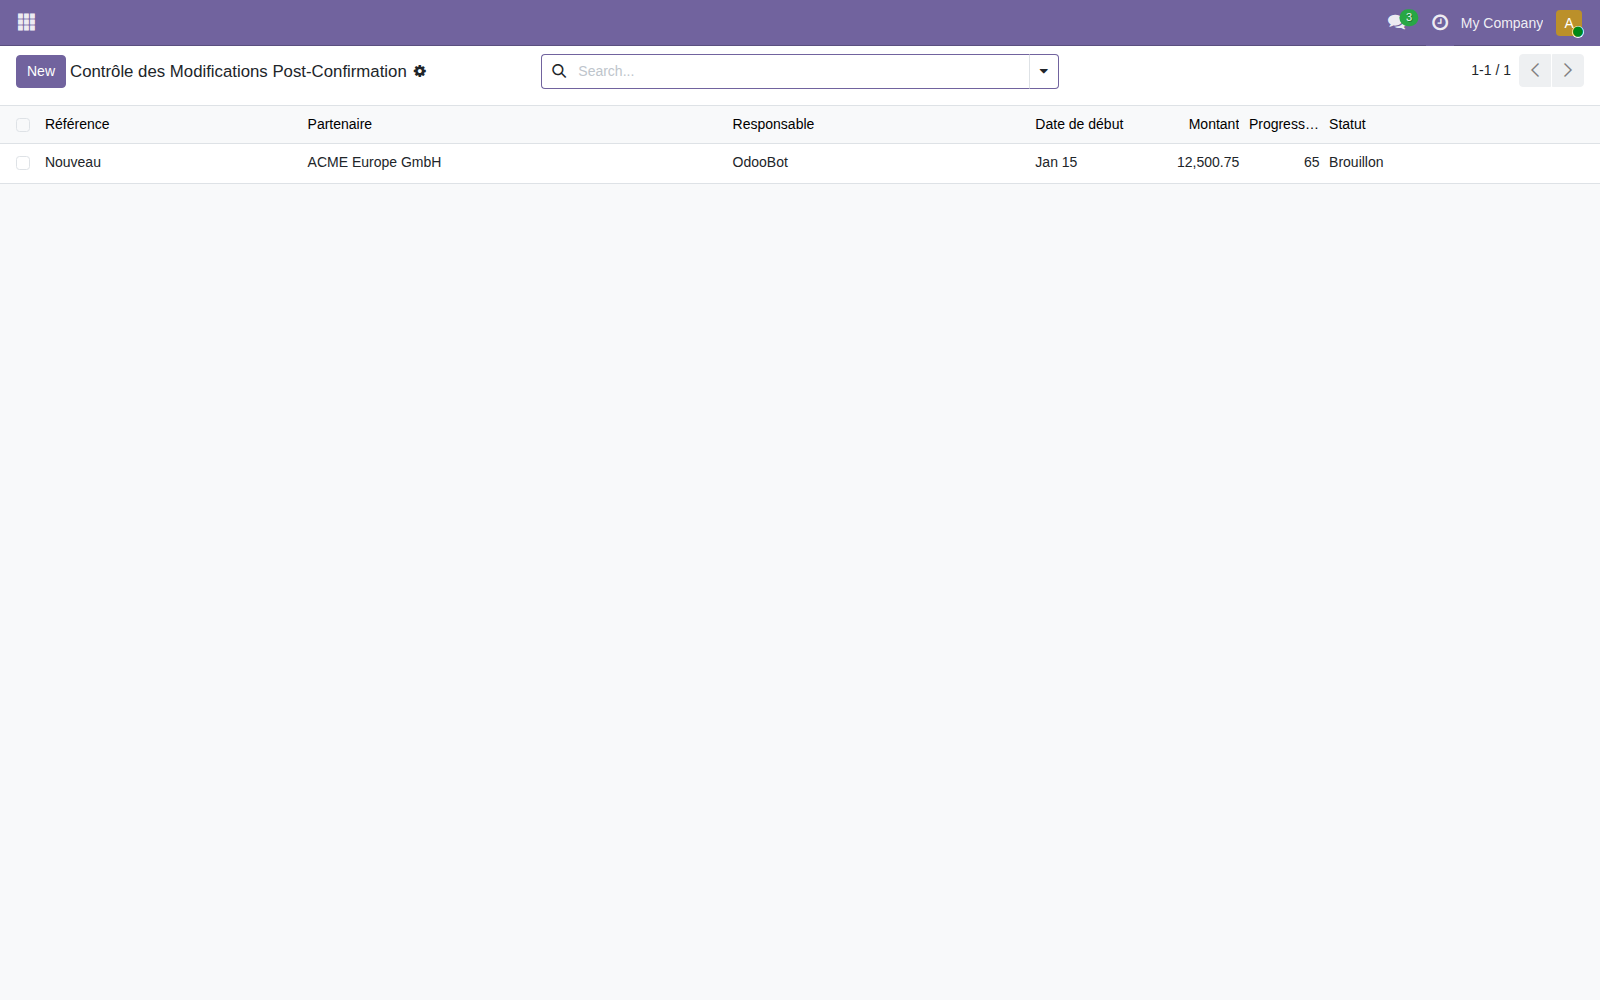 3 My Company A
New Contrôle des Modifications Post-Confirmation Search... 1-1 / 1
Référence Partenaire Responsable Date de début Montant Progress... Statut
Nouveau ACME Europe GmbH OdooBot Jan 15 12,500.75 65 Brouillon